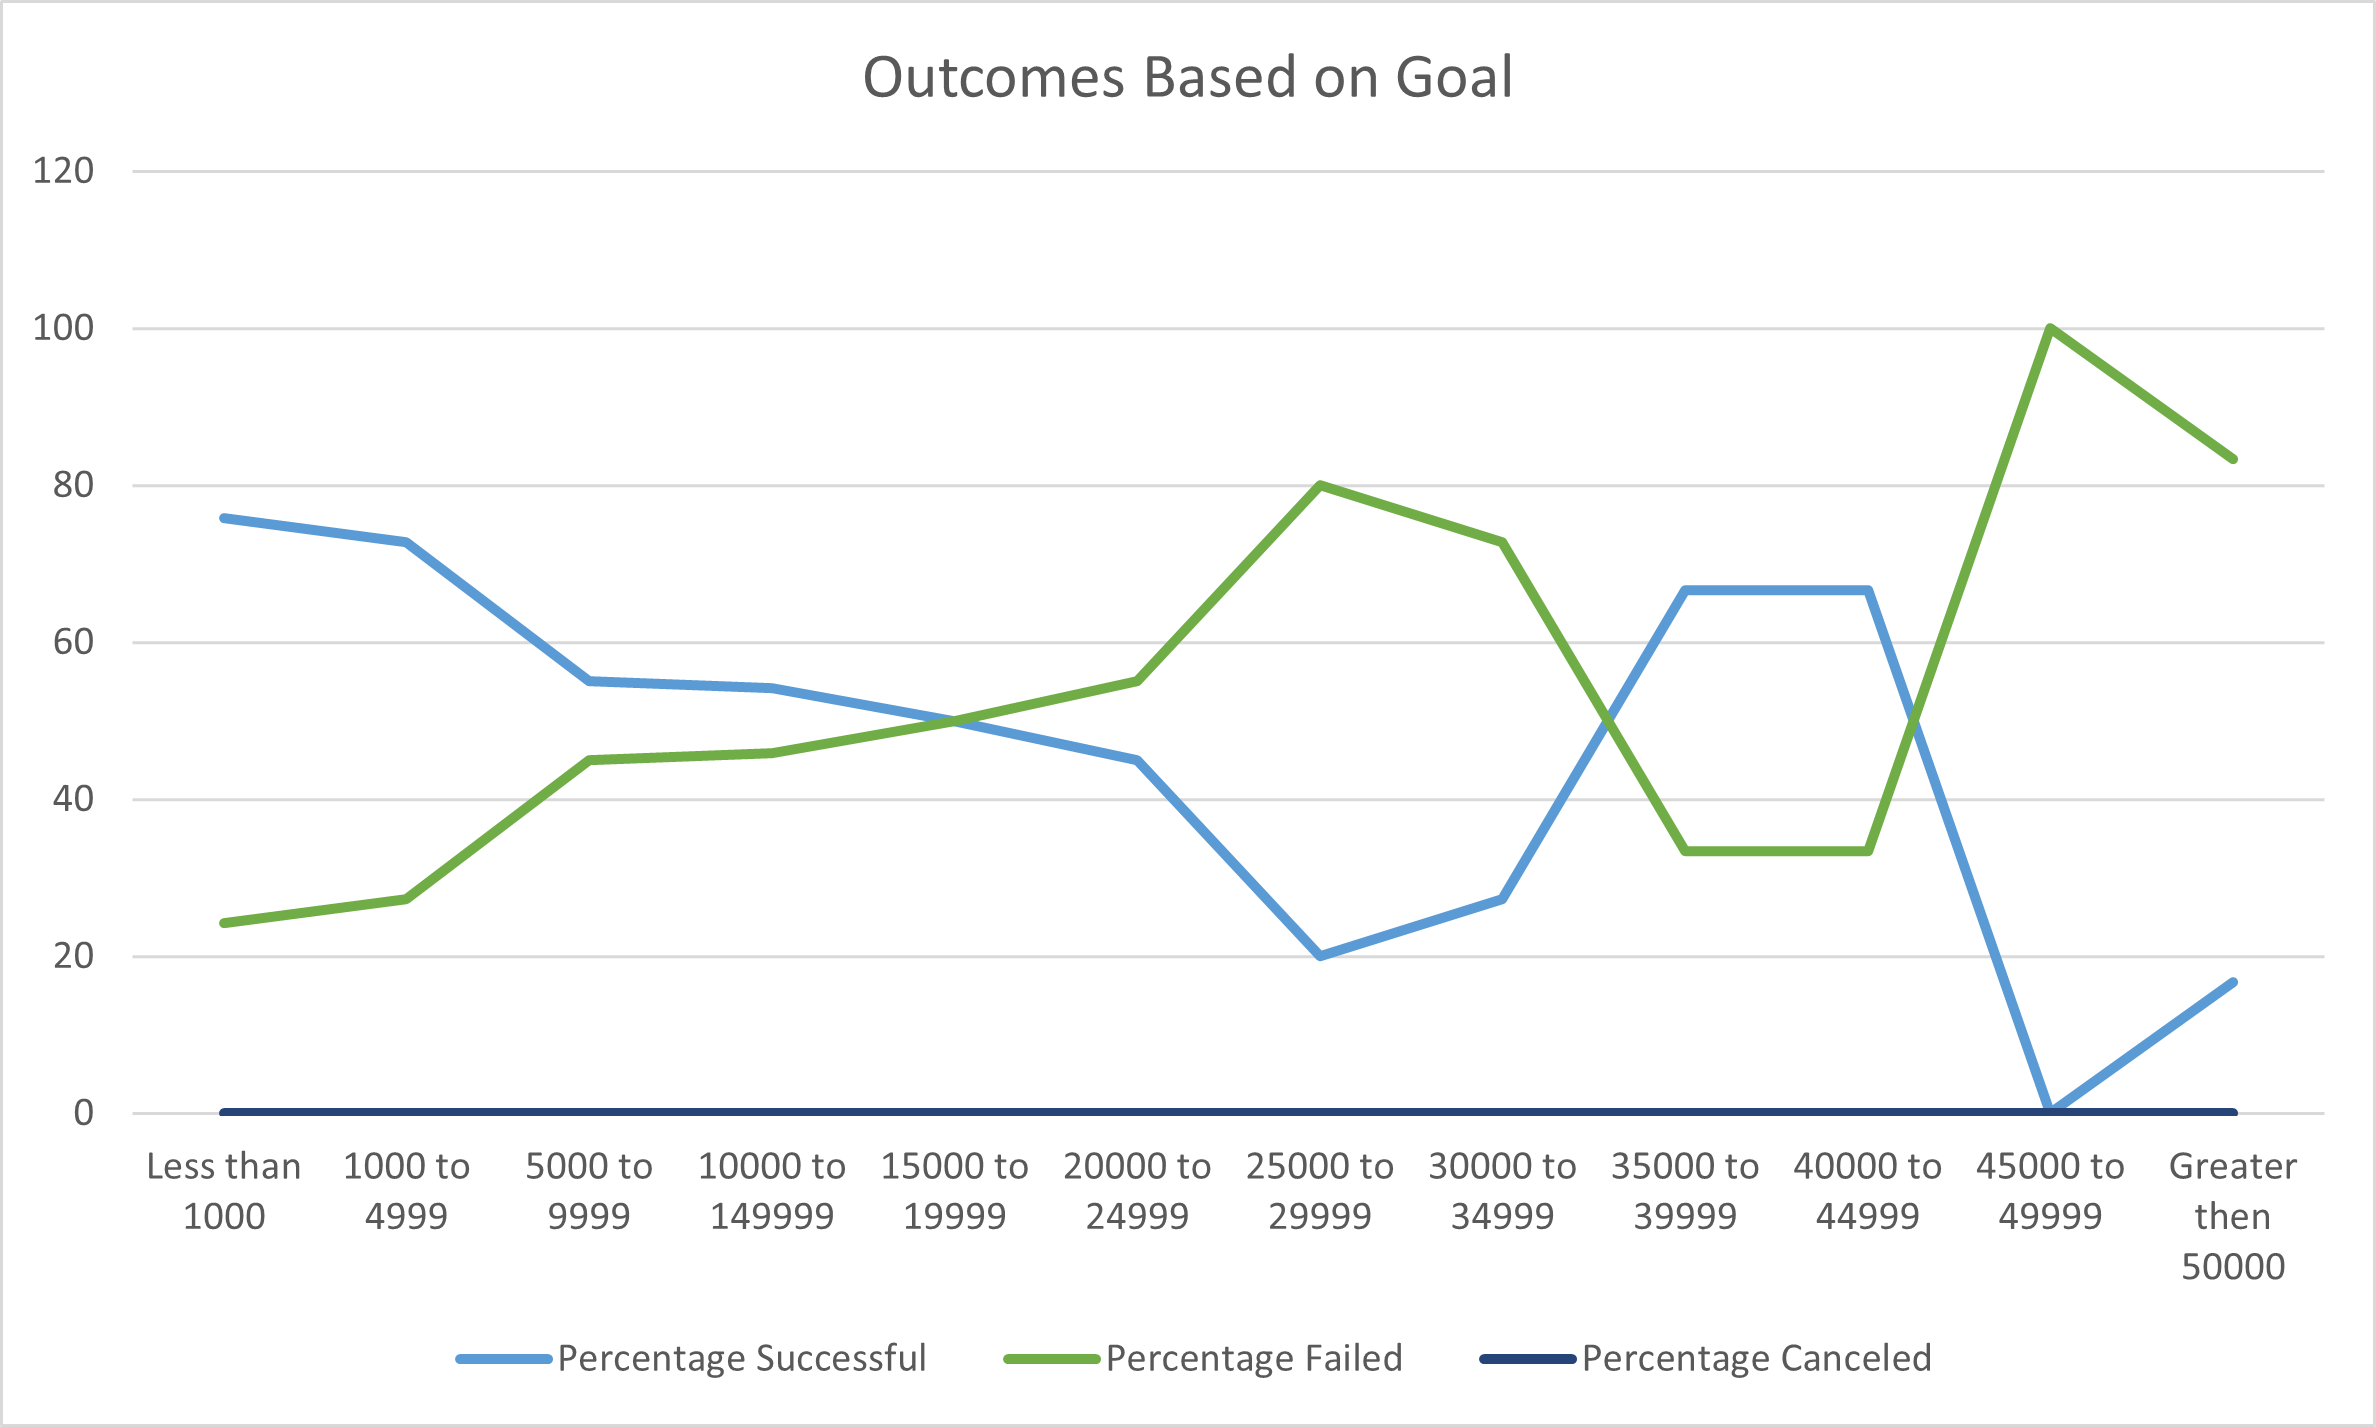 Outcomes Based on Goal
120
100
80
60
40
20
0
Less than
1000
1000 to
4999
5000 to
9999
10000 to
149999
15000 to
19999
20000 to
24999
25000 to
29999
30000 to
34999
35000 to
39999
40000 to
44999
45000 to
49999
Greater
then
50000
Percentage Successful
Percentage Failed
Percentage Canceled